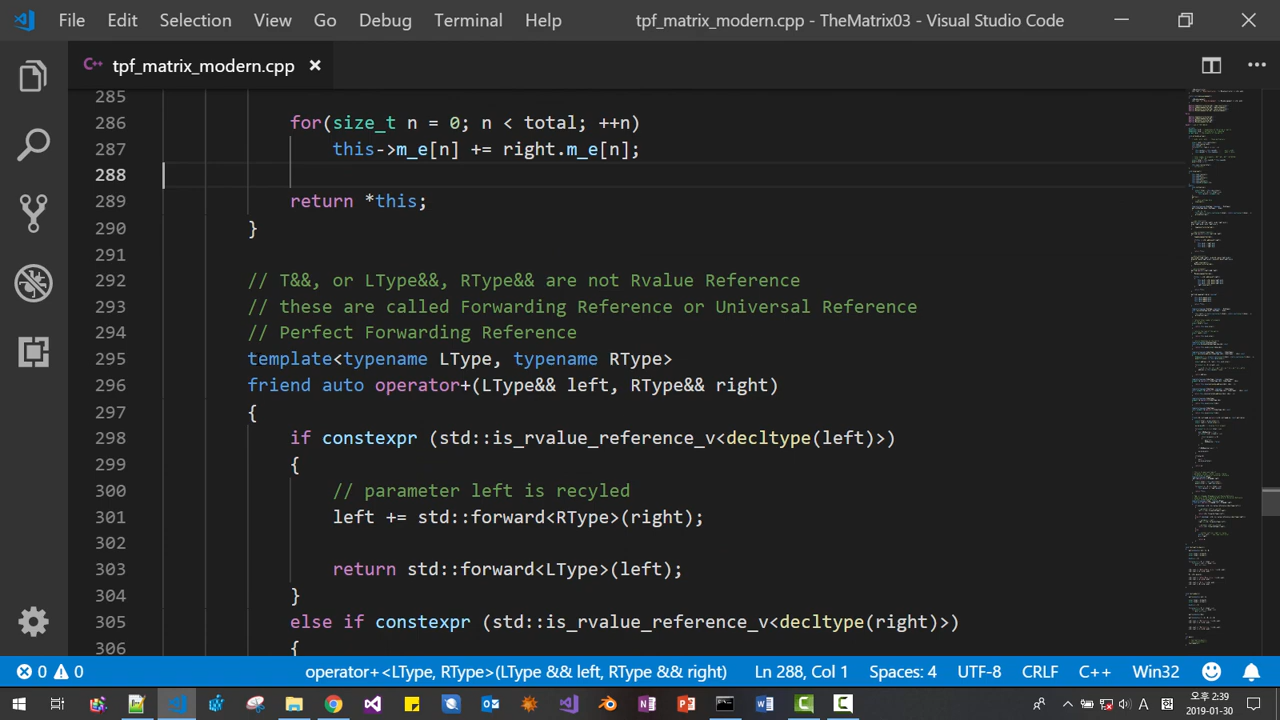 File Edit Selection View Go Debug Terminal Help tpf_matrix_modern.cpp - TheMatrix03 - Visual Studio Code
tpf_matrix_modern.cpp
285
286 for(size_t n = 0; n < total; ++n)
287 this->m_e[n] += right.m_e[n];
288
289 return *this;
290 }
291
292 // T&&, or LType&&, RType&& are not Rvalue Reference
293 // thesa are called Forwarding Reference or Universal Reference
294 // Perfect Forwarding Reference
295 template<typename LType, typename RType>
296 friend auto operator+(LType&& left, RType&& right)
297 {
298 if constexpr (std::is_rvalue_reference_v<decltype(left)>)
299 {
300 // parameter left is recyled
301 left += std::forward<RType>(right);
302
303 return std::forward<LType>(left);
304 }
305 else if constexpr (std::is_rvalue_reference_v<decltype(right)>)
306 {
0 0 operator+<LType, RType>(LType && left, RType && right) Ln 288, Col 1 Spaces: 4 UTF-8 CRLF C++ Win32
오후 2:39
2019-01-30